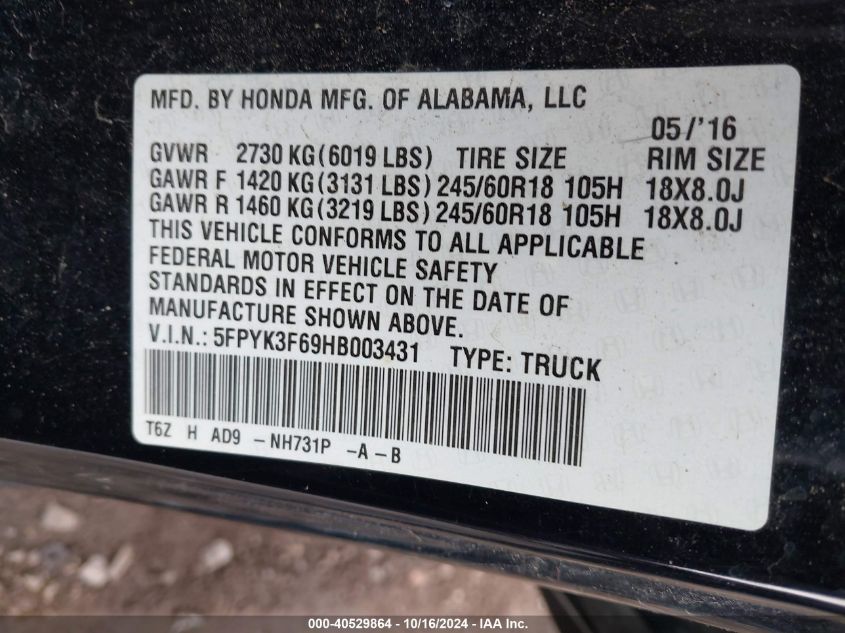 MFD. BY HONDA MFG. OF ALABAMA, LLC
05/'16
GVWR 2730 KG(6019 LBS) TIRE SIZE RIM SIZE
GAWR F 1420 KG(3131 LBS) 245/60R18 105H 18X8.0J
GAWR R 1460 KG(3219 LBS) 245/60R18 105H 18X8.0J
THIS VEHICLE CONFORMS TO ALL APPLICABLE
FEDERAL MOTOR VEHICLE SAFETY
STANDARDS IN EFFECT ON THE DATE OF
MANUFACTURE SHOWN ABOVE.
V.I.N.: 5FPYK3F69HB003431 TYPE: TRUCK
T6Z H AD9 -NH731P -A-B
000-40529864 - 10/16/2024 - IAA Inc.